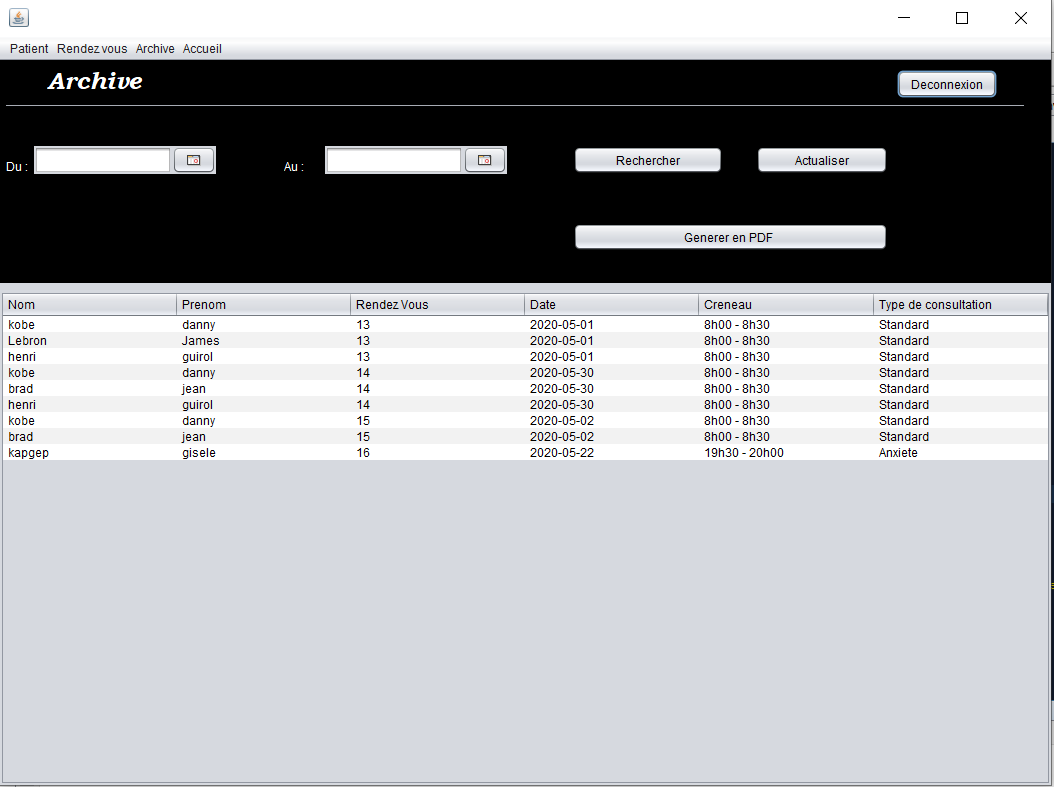 Patient Rendez vous Archive Accueil
Archive Deconnexion
Du : Au : Rechercher Actualiser
Generer en PDF
Nom Prenom Rendez Vous Date Creneau Type de consultation
kobe danny 13 2020-05-01 8h00 - 8h30 Standard
Lebron James 13 2020-05-01 8h00 - 8h30 Standard
henri guirol 13 2020-05-01 8h00 - 8h30 Standard
kobe danny 14 2020-05-30 8h00 - 8h30 Standard
brad jean 14 2020-05-30 8h00 - 8h30 Standard
henri guirol 14 2020-05-30 8h00 - 8h30 Standard
kobe danny 15 2020-05-02 8h00 - 8h30 Standard
brad jean 15 2020-05-02 8h00 - 8h30 Standard
kapgep gisele 16 2020-05-22 19h30 - 20h00 Anxiete